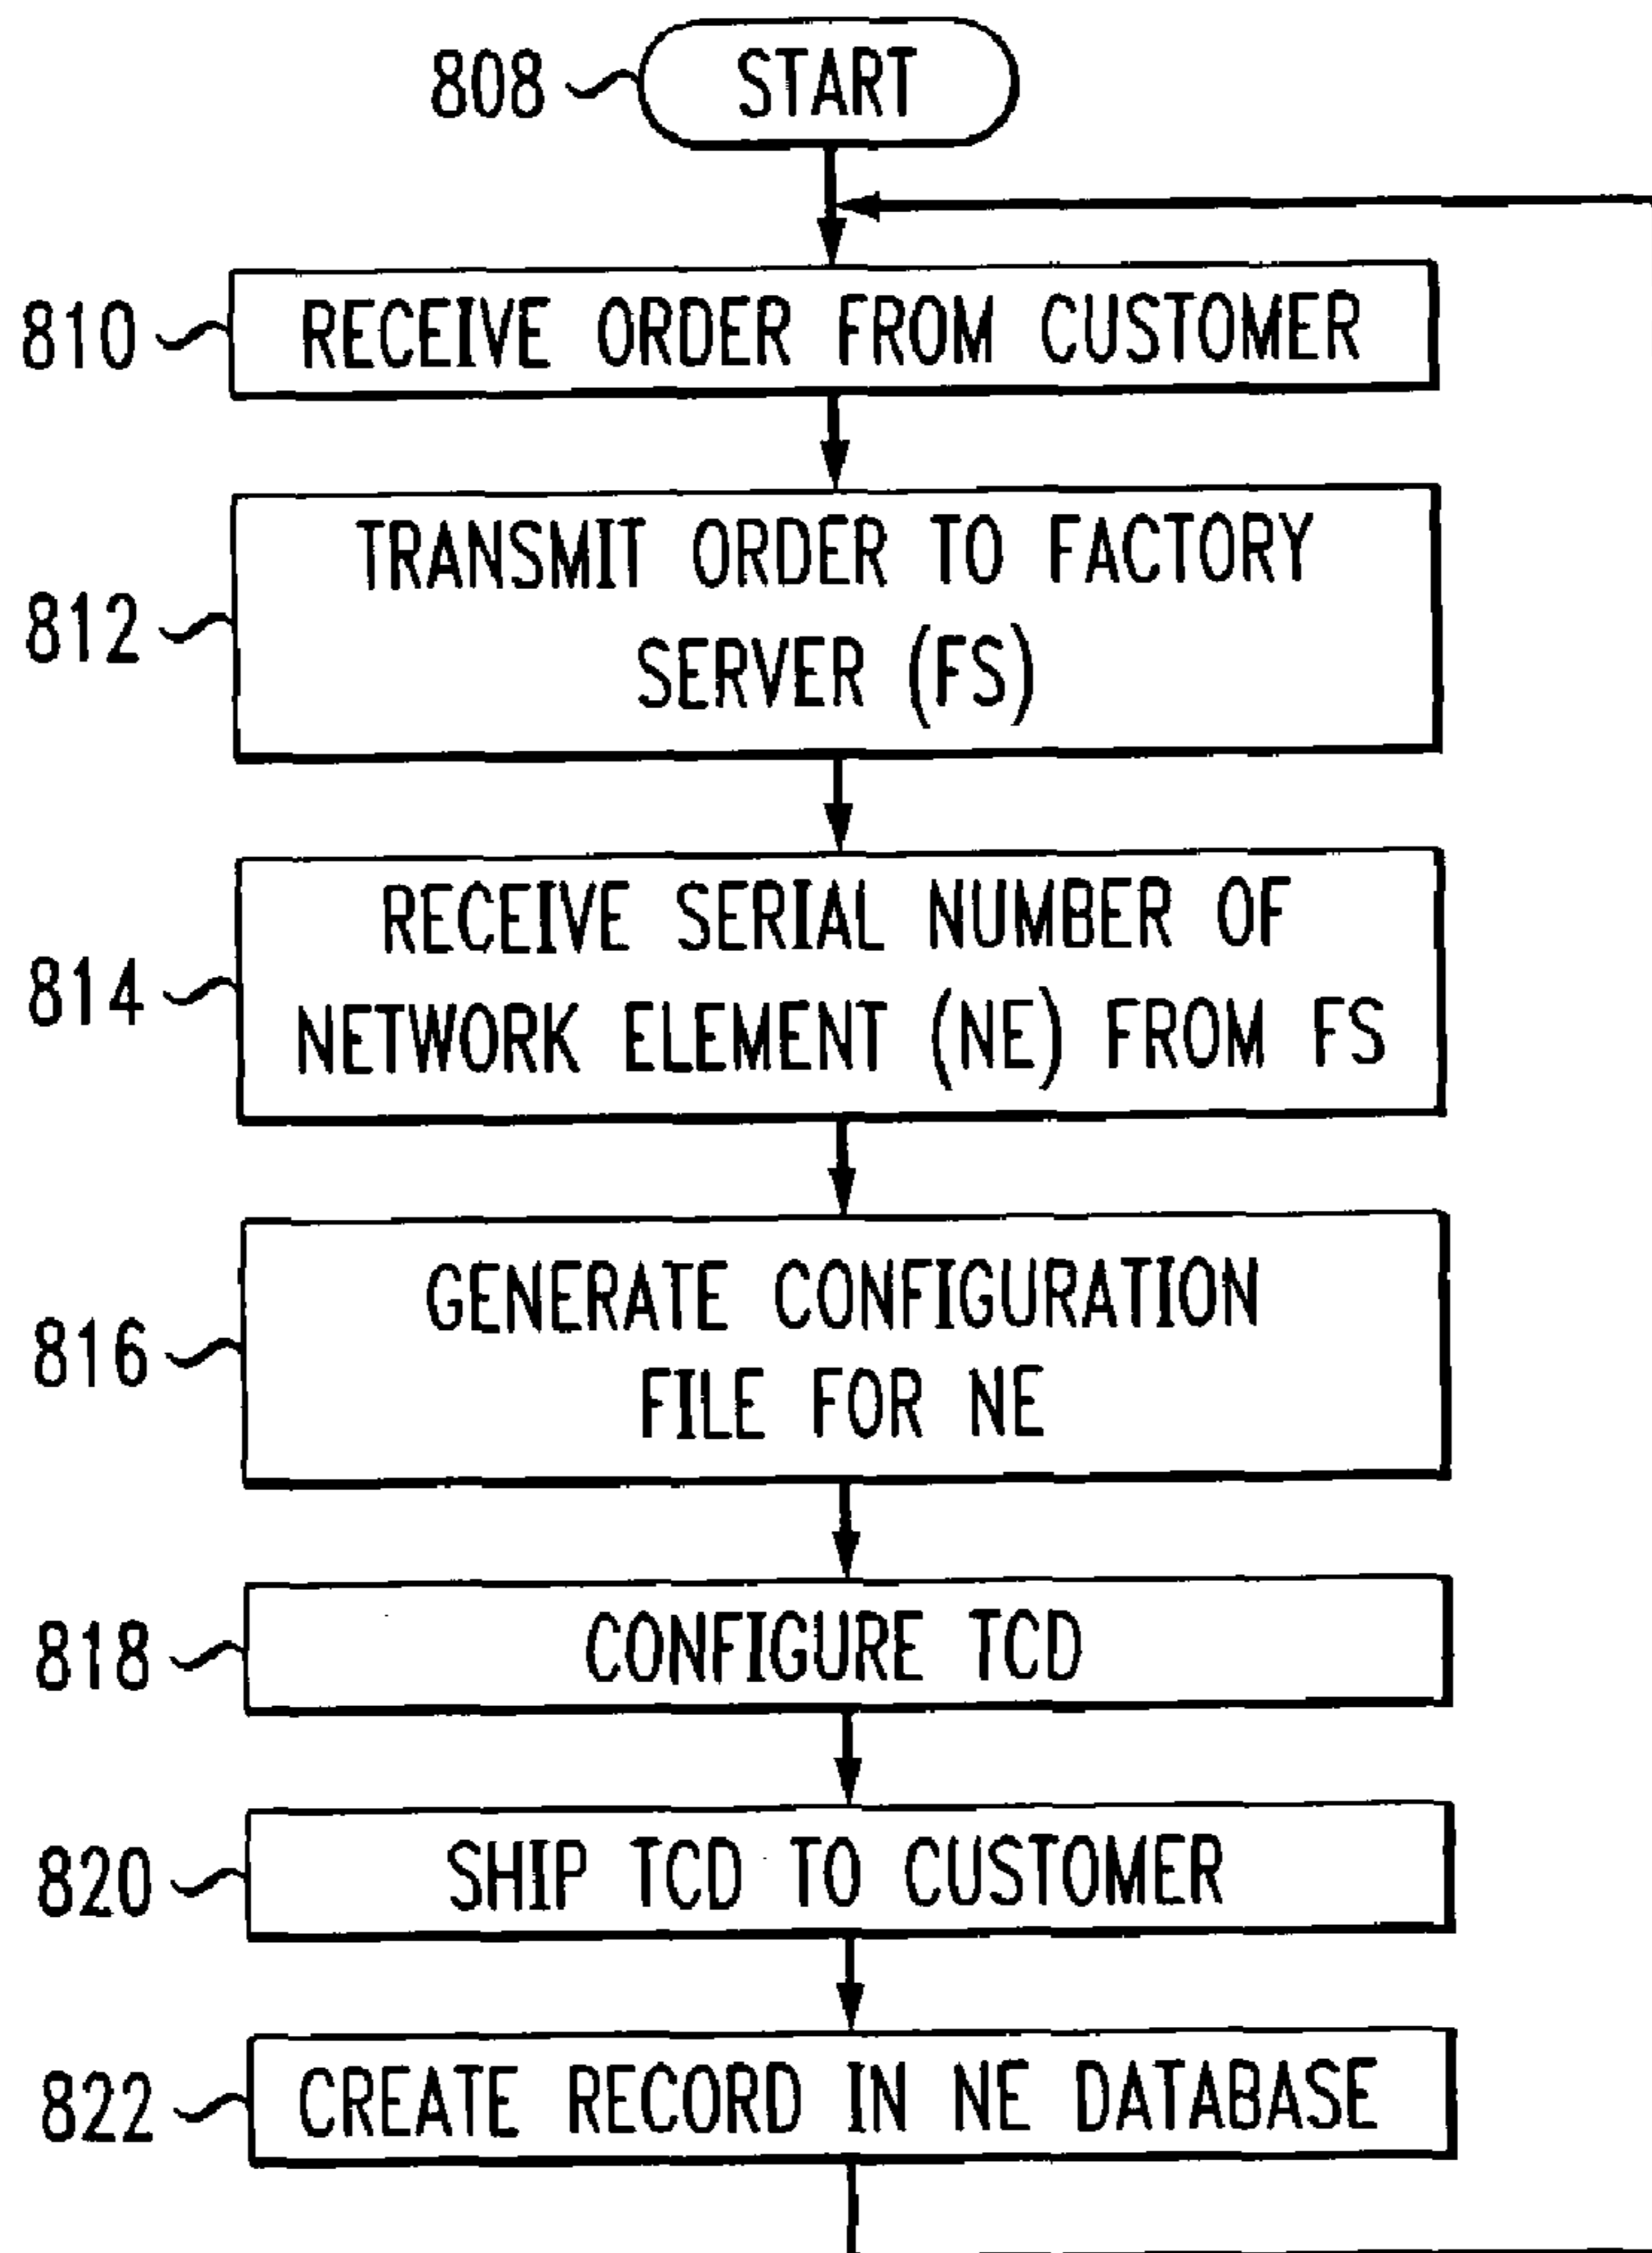 808 START
810 RECEIVE ORDER FROM CUSTOMER
TRANSMIT ORDER TO FACTORY
812
SERVER (FS)
RECEIVE SERIAL NUMBER OF
814
NETWORK ELEMENT (NE) FROM FS
GENERATE CONFIGURATION
816
FILE FOR NE
818 CONFIGURE TCD
820 SHIP TCD TO CUSTOMER
822 CREATE RECORD IN NE DATABASE